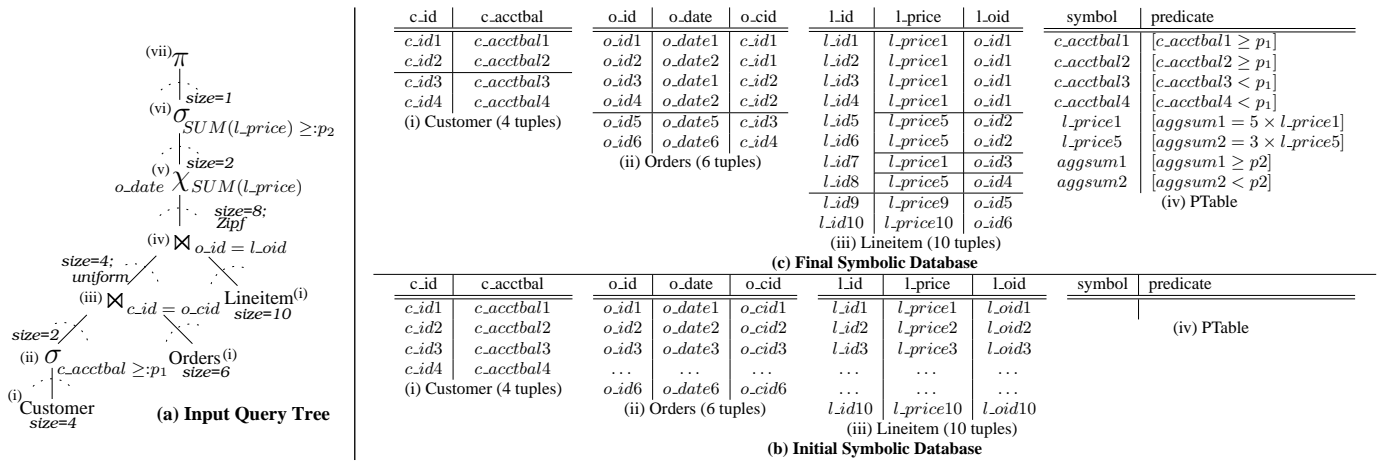 (vii) π
size=1
(vi) σ SUM(l_price) ≥:p2
size=2
(v) o_date χ SUM(l_price)
size=8;
Zipf
(iv) ⋈ o_id = l_oid
size=4;
uniform
(iii) ⋈ c_id = o_cid
Lineitem(i)
size=10
size=2
(ii) σ c_acctbal ≥:p1
Orders(i)
size=6
(i)
Customer
size=4
(a) Input Query Tree
c_id c_acctbal
c_id1 c_acctbal1
c_id2 c_acctbal2
c_id3 c_acctbal3
c_id4 c_acctbal4
(i) Customer (4 tuples)
o_id o_date o_cid
o_id1 o_date1 c_id1
o_id2 o_date2 c_id1
o_id3 o_date1 c_id2
o_id4 o_date2 c_id2
o_id5 o_date5 c_id3
o_id6 o_date6 c_id4
(ii) Orders (6 tuples)
l_id l_price l_oid
l_id1 l_price1 o_id1
l_id2 l_price1 o_id1
l_id3 l_price1 o_id1
l_id4 l_price1 o_id1
l_id5 l_price5 o_id2
l_id6 l_price5 o_id2
l_id7 l_price1 o_id3
l_id8 l_price5 o_id4
l_id9 l_price9 o_id5
l_id10 l_price10 o_id6
(iii) Lineitem (10 tuples)
symbol predicate
c_acctbal1 [c_acctbal1 ≥ p1]
c_acctbal2 [c_acctbal2 ≥ p1]
c_acctbal3 [c_acctbal3 < p1]
c_acctbal4 [c_acctbal4 < p1]
l_price1 [aggsum1 = 5 × l_price1]
l_price5 [aggsum2 = 3 × l_price5]
aggsum1 [aggsum1 ≥ p2]
aggsum2 [aggsum2 < p2]
(iv) PTable
(c) Final Symbolic Database
c_id c_acctbal
c_id1 c_acctbal1
c_id2 c_acctbal2
c_id3 c_acctbal3
c_id4 c_acctbal4
(i) Customer (4 tuples)
o_id o_date o_cid
o_id1 o_date1 o_cid1
o_id2 o_date2 o_cid2
o_id3 o_date3 o_cid3
... ... ...
o_id6 o_date6 o_cid6
(ii) Orders (6 tuples)
l_id l_price l_oid
l_id1 l_price1 l_oid1
l_id2 l_price2 l_oid2
l_id3 l_price3 l_oid3
... ... ...
... ... ...
l_id10 l_price10 l_oid10
(iii) Lineitem (10 tuples)
symbol predicate
(iv) PTable
(b) Initial Symbolic Database